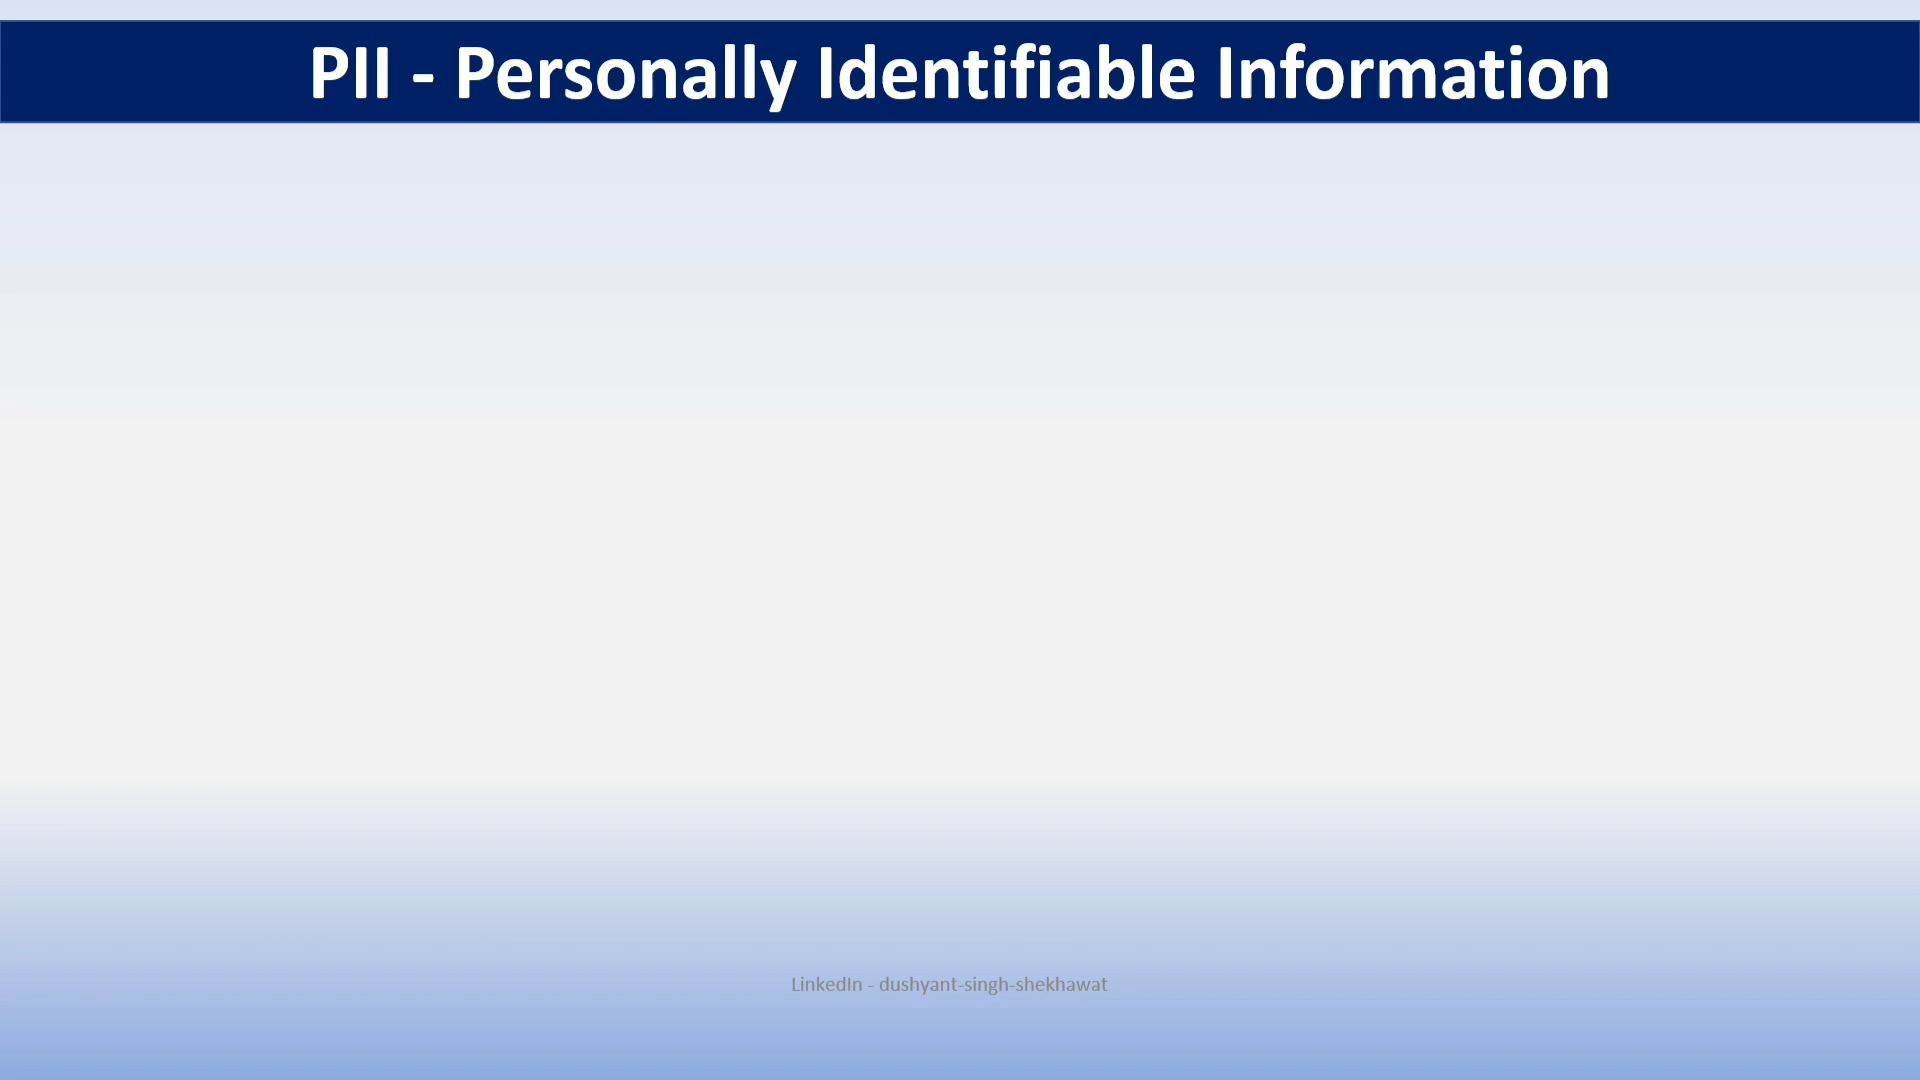 PII - Personally Identifiable Information
LinkedIn - dushyant-singh-shekhawat